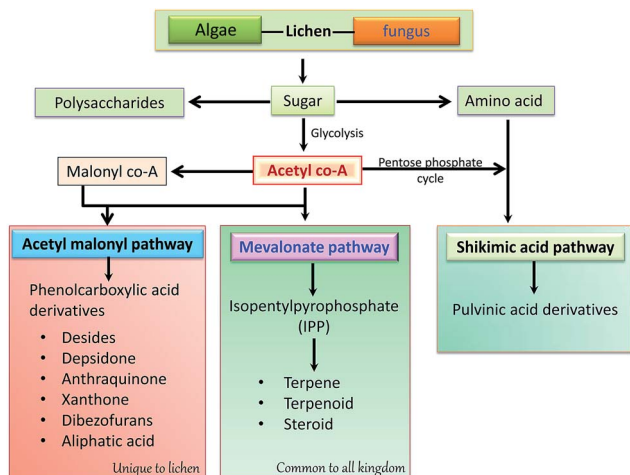 Algae Lichen fungus
Polysaccharides Sugar Amino acid
Glycolysis
Malonyl co-A Acetyl co-A Pentose phosphate
cycle
Acetyl malonyl pathway Mevalonate pathway Shikimic acid pathway
Phenolcarboxylic acid
derivatives
• Desides
• Depsidone
• Anthraquinone
• Xanthone
• Dibezofurans
• Aliphatic acid
Unique to lichen
Isopentylpyrophosphate
(IPP)
• Terpene
• Terpenoid
• Steroid
Common to all kingdom
Pulvinic acid derivatives